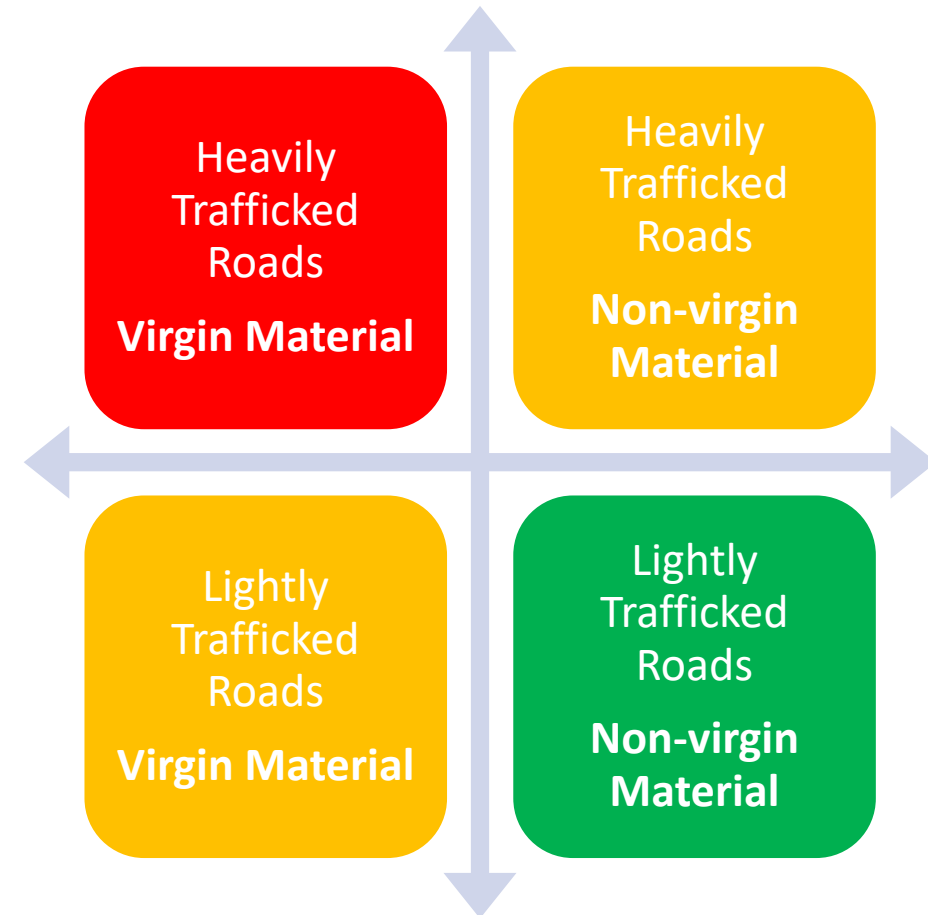 Heavily
Trafficked
Roads
Virgin Material
Heavily
Trafficked
Roads
Non-virgin
Material
Lightly
Trafficked
Roads
Virgin Material
Lightly
Trafficked
Roads
Non-virgin
Material